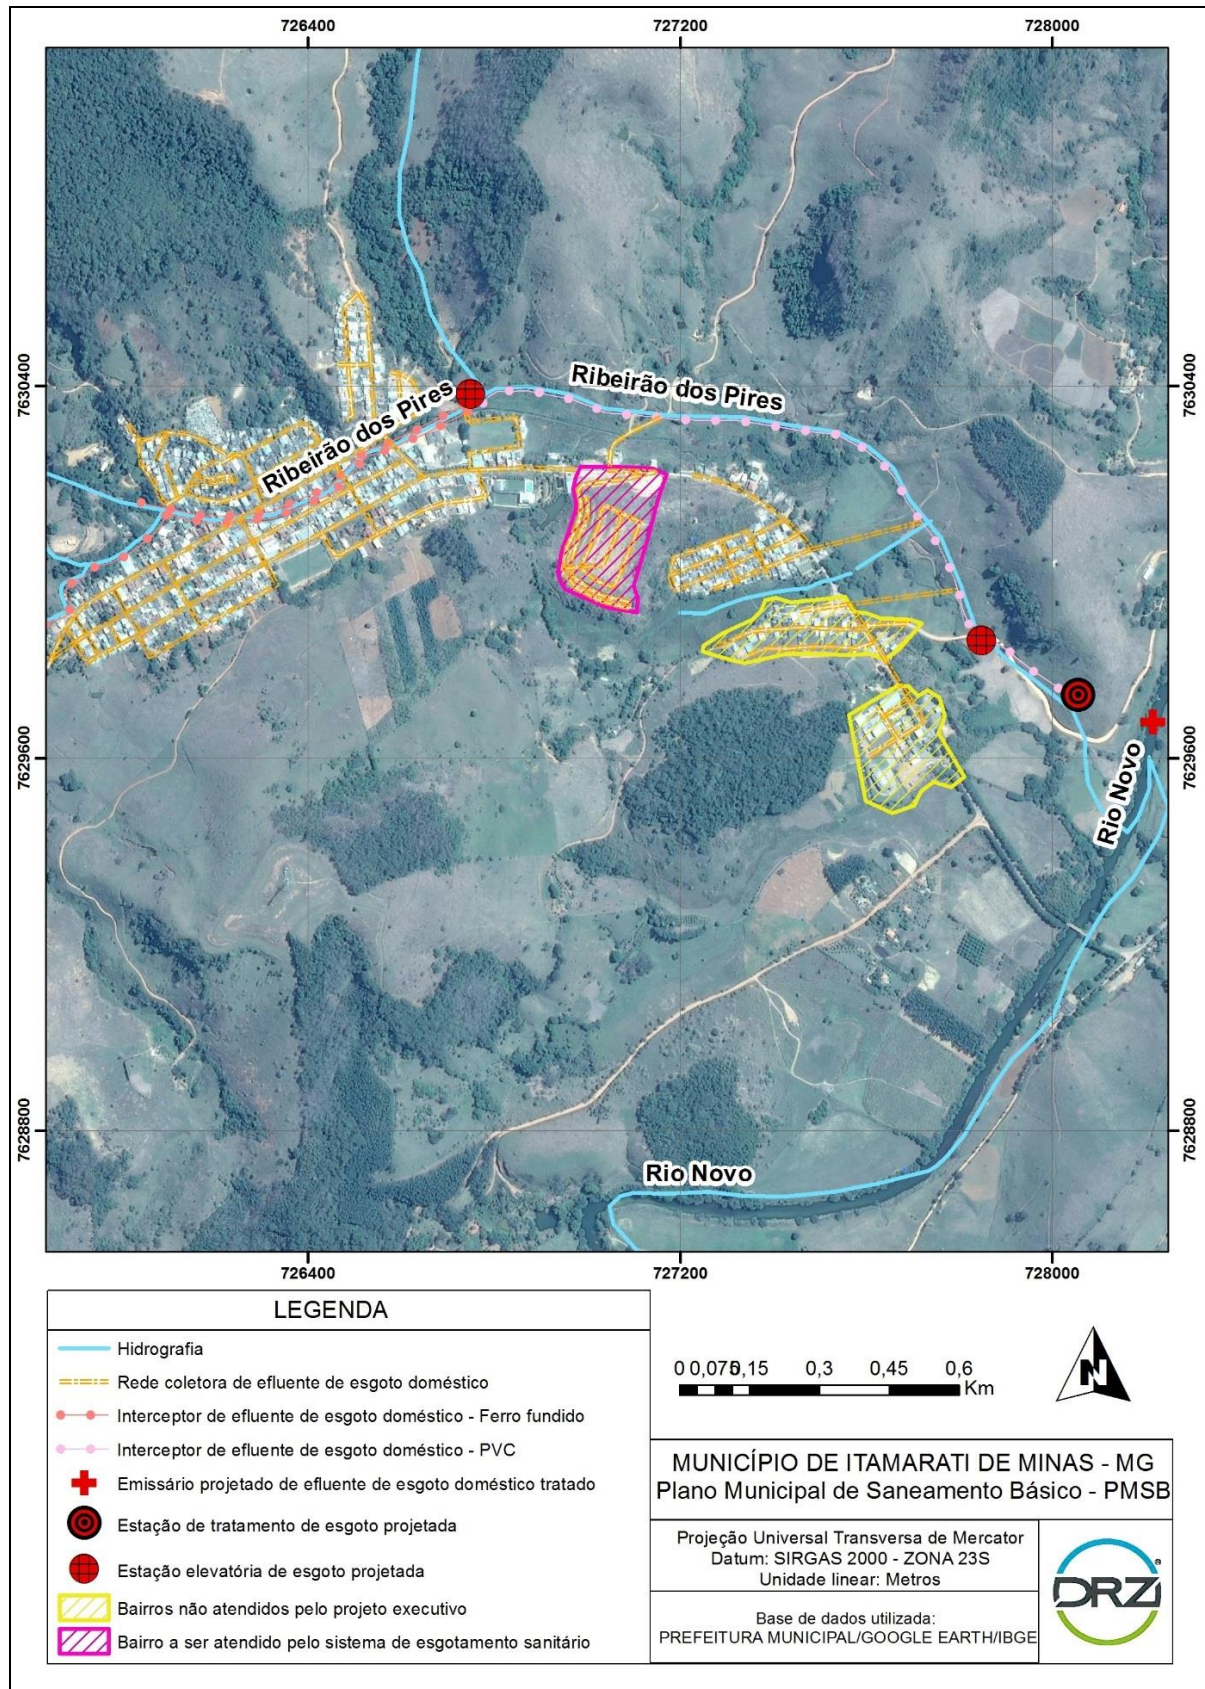 726400
727200
728000
7630400
7630400
Ribeirão dos Pires
Ribeirão dos Pires
7629600
7629600
Rio Novo
7628800
7628800
Rio Novo
726400
727200
728000
LEGENDA
Hidrografia
Rede coletora de efluente de esgoto doméstico
Interceptor de efluente de esgoto doméstico - Ferro fundido
Interceptor de efluente de esgoto doméstico - PVC
Emissário projetado de efluente de esgoto doméstico tratado
Estação de tratamento de esgoto projetada
Estação elevatória de esgoto projetada
Bairros não atendidos pelo projeto executivo
Bairro a ser atendido pelo sistema de esgotamento sanitário
0 0,075 0,15 0,3 0,45 0,6
Km
N
MUNICÍPIO DE ITAMARATI DE MINAS - MG
Plano Municipal de Saneamento Básico - PMSB
Projeção Universal Transversa de Mercator
Datum: SIRGAS 2000 - ZONA 23S
Unidade linear: Metros
Base de dados utilizada:
PREFEITURA MUNICIPAL/GOOGLE EARTH/IBGE
DRZ®